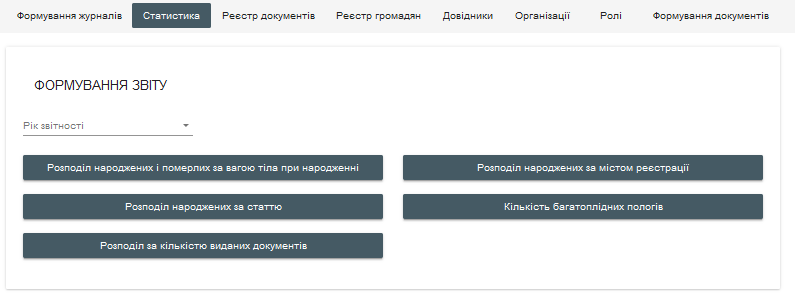 Формування журналів Статистика Реєстр документів Реєстр громадян Довідники Організації Ролі Формування документів
ФОРМУВАННЯ ЗВІТУ
Рік звітності
Розподіл народжених і померлих за вагою тіла при народженні
Розподіл народжених за містом реєстрації
Розподіл народжених за статтю
Кількість багатоплідних пологів
Розподіл за кількістю виданих документів